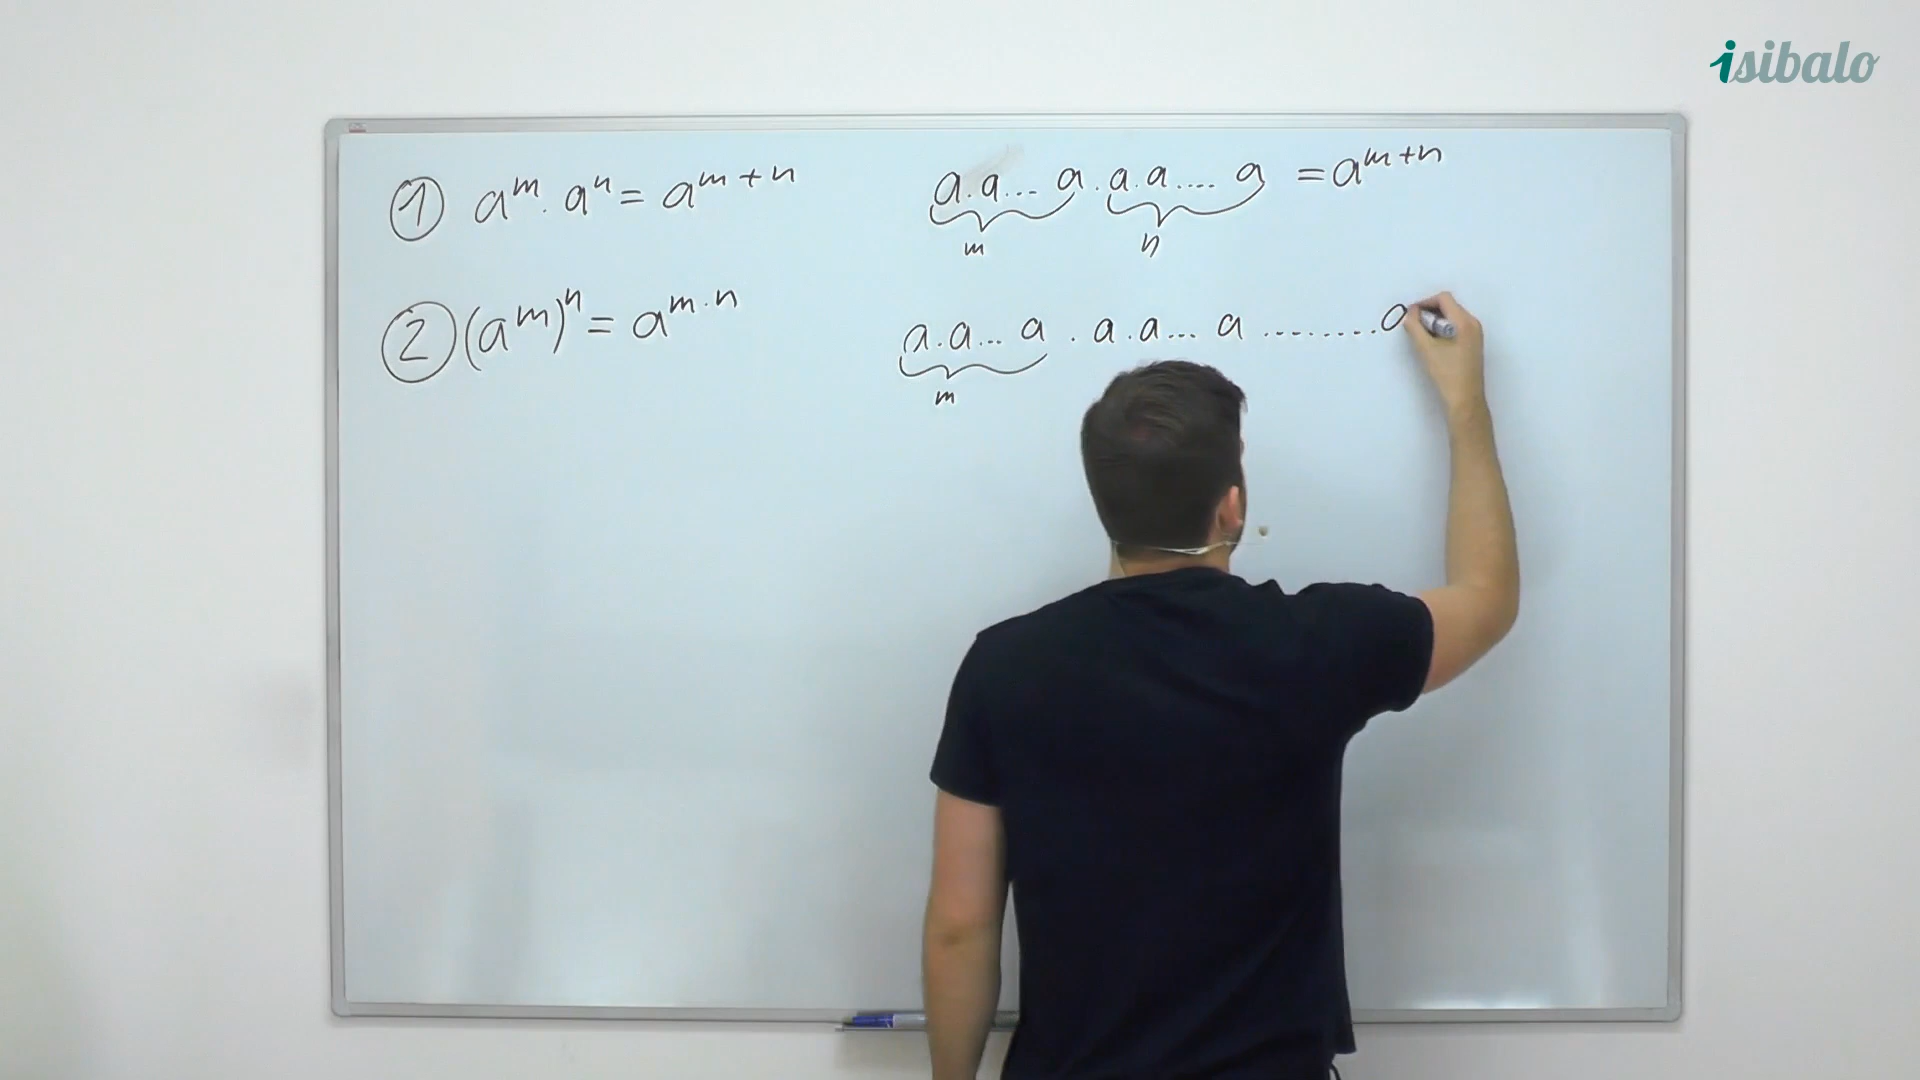 isibalo
① a^m . a^n = a^{m+n}
a.a... a . a.a.... a = a^{m+n}
m n
② (a^m)^n = a^{m.n}
a.a... a . a.a... a ........a
m